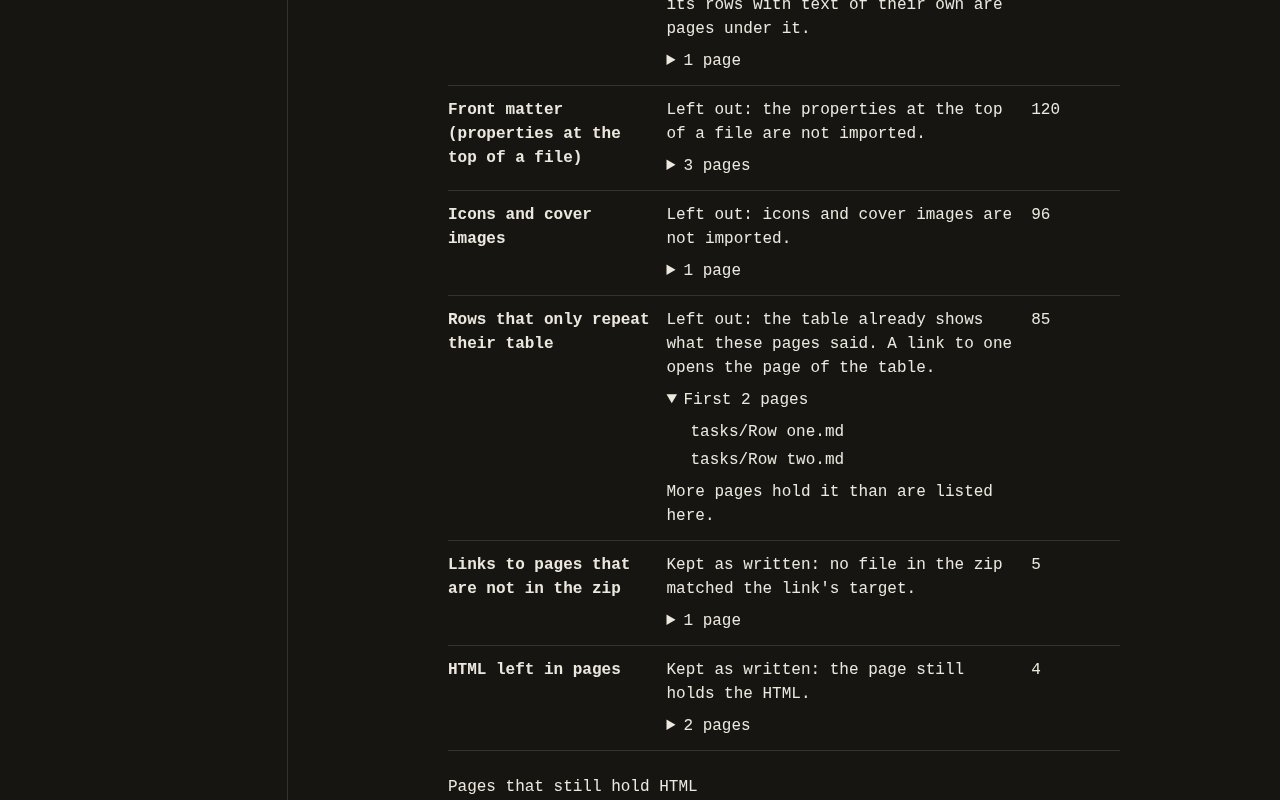 its rows with text of their own are
pages under it.
▶ 1 page
Front matter
(properties at the
top of a file)
Left out: the properties at the top
of a file are not imported.
▶ 3 pages
120
Icons and cover
images
Left out: icons and cover images are
not imported.
▶ 1 page
96
Rows that only repeat
their table
Left out: the table already shows
what these pages said. A link to one
opens the page of the table.
▼ First 2 pages
tasks/Row one.md
tasks/Row two.md
More pages hold it than are listed
here.
85
Links to pages that
are not in the zip
Kept as written: no file in the zip
matched the link's target.
▶ 1 page
5
HTML left in pages
Kept as written: the page still
holds the HTML.
▶ 2 pages
4
Pages that still hold HTML